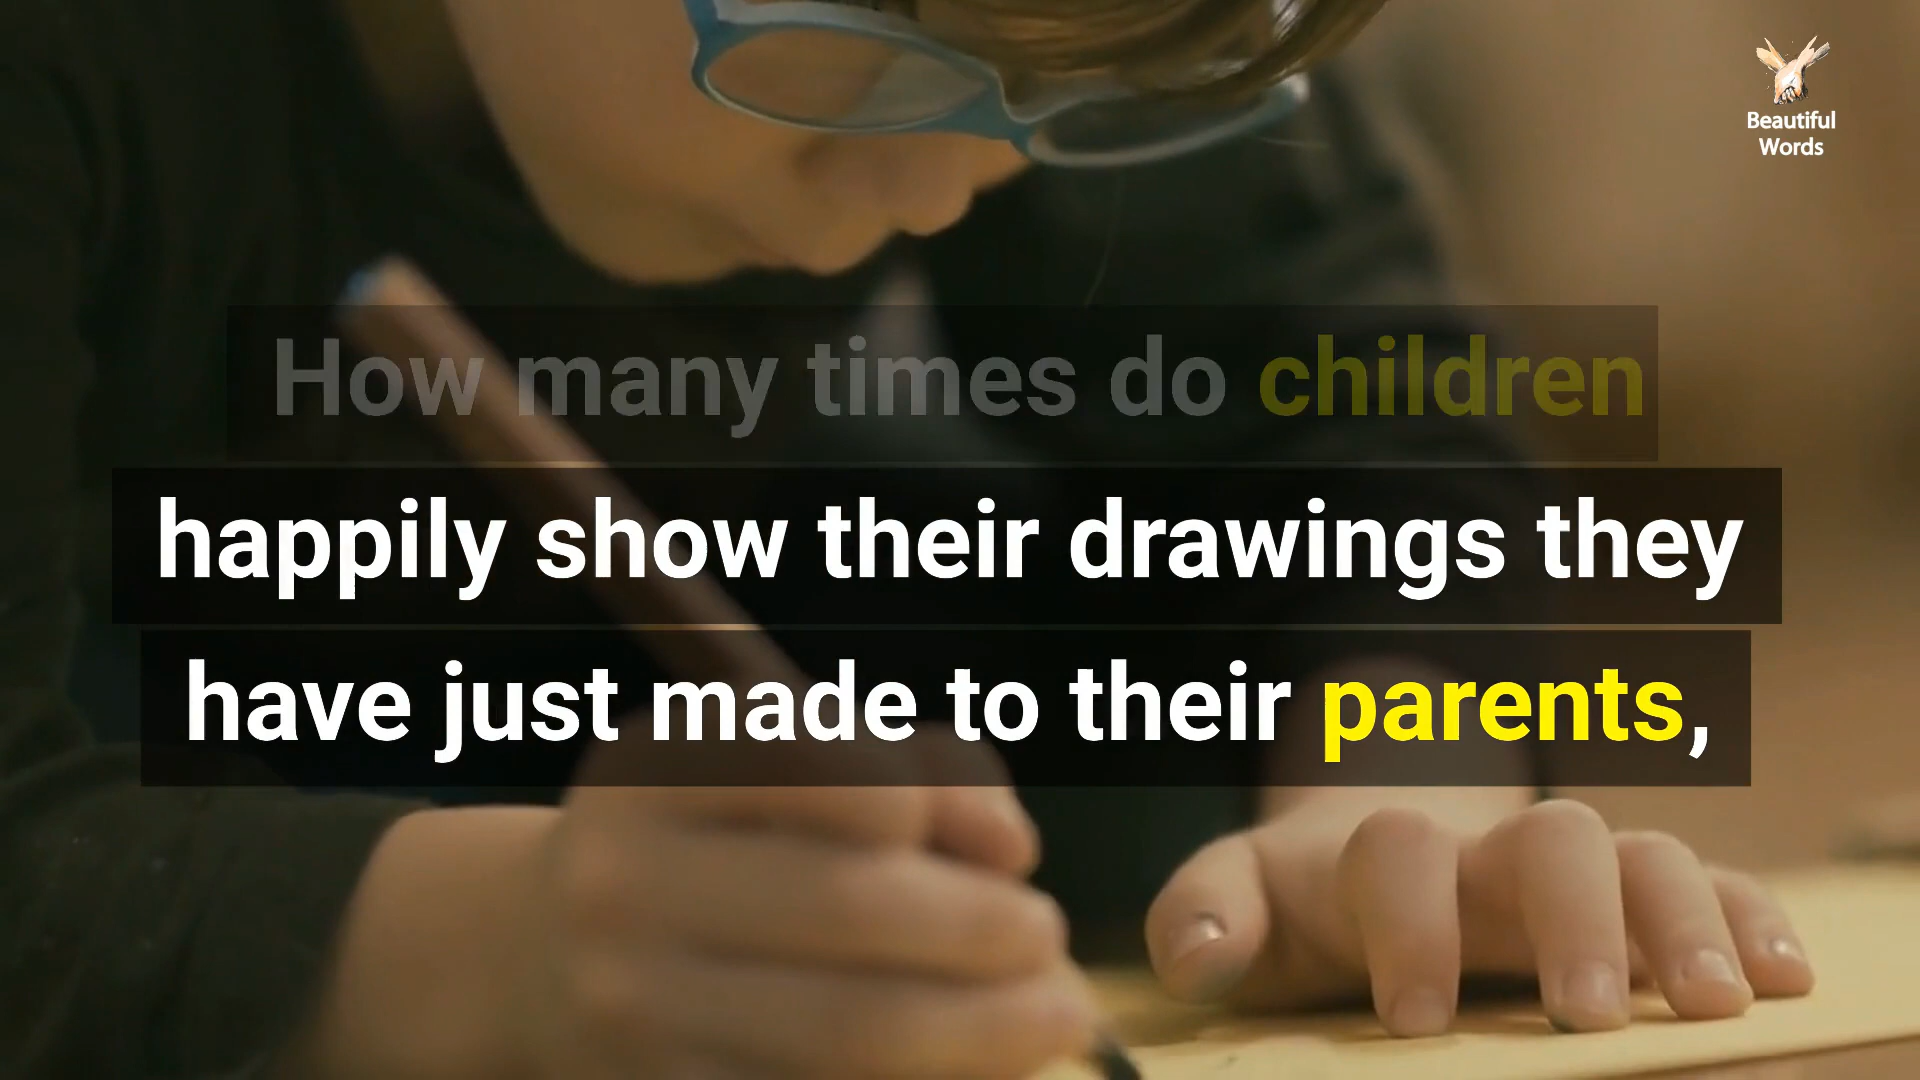 Beautiful
Words
How many times do children
happily show their drawings they
have just made to their parents,